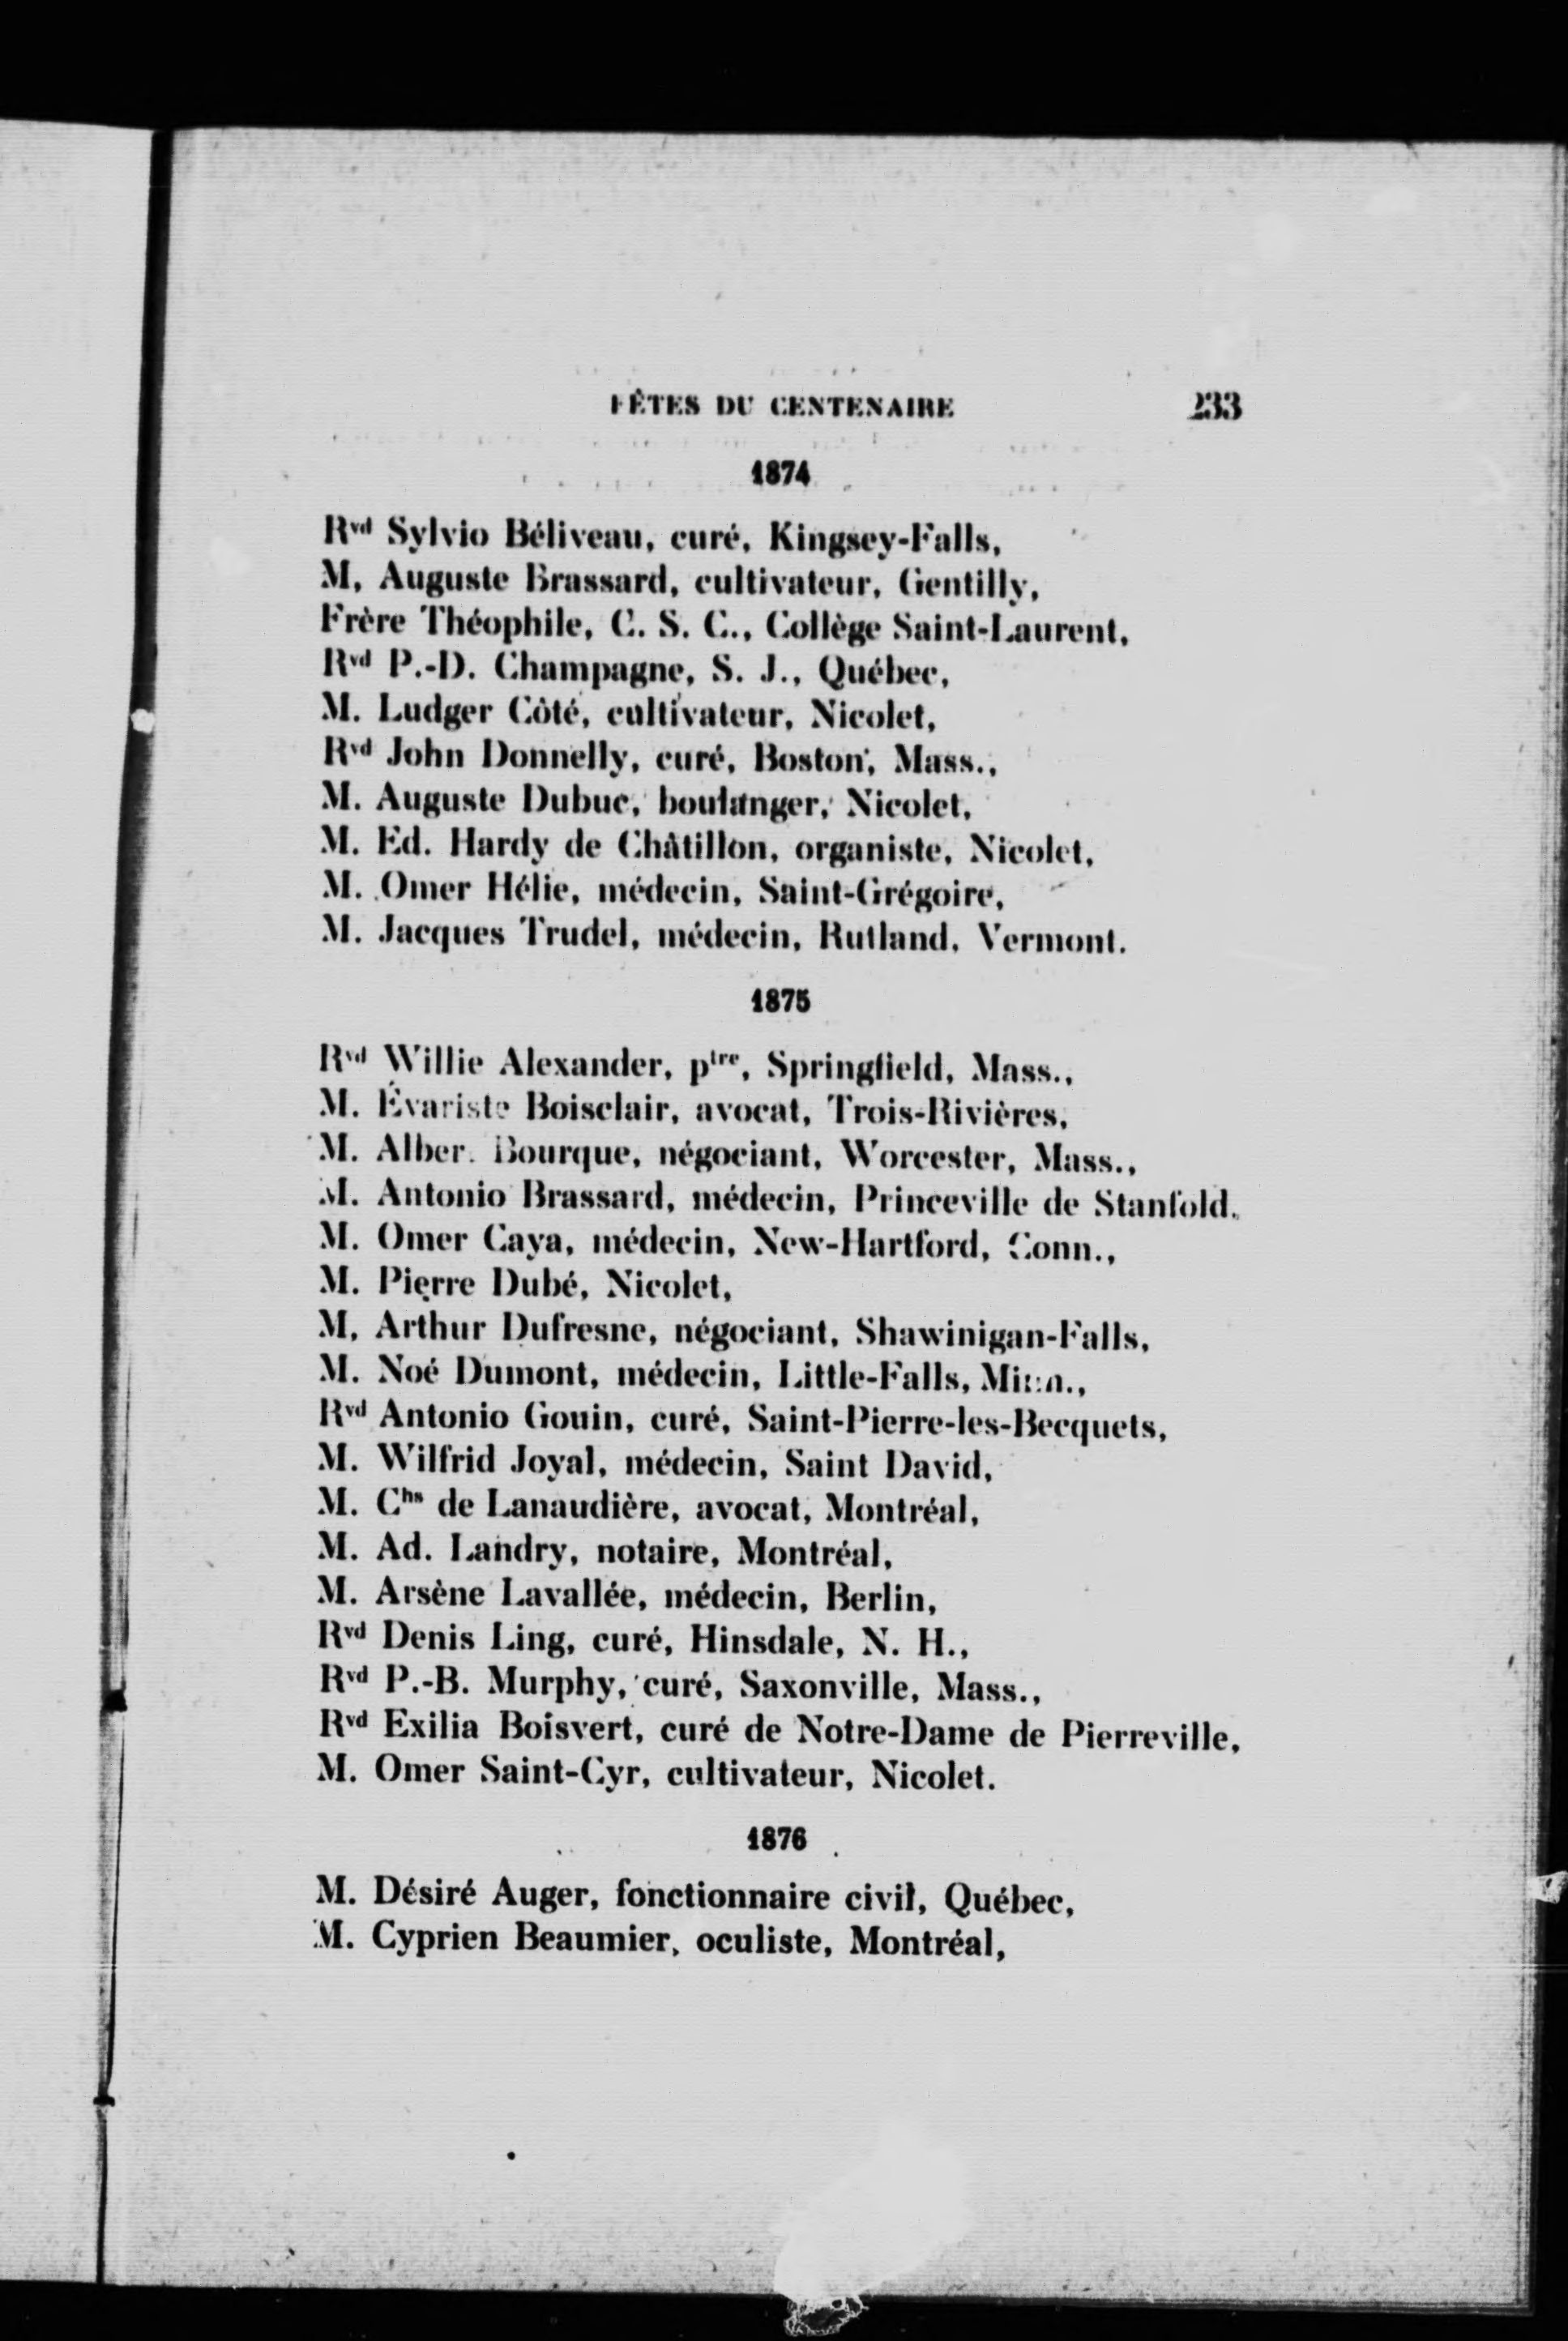 FÊTES DU CENTENAIRE 233
1874
Rvd Sylvio Béliveau, curé, Kingsey-Falls,
M, Auguste Brassard, cultivateur, Gentilly,
Frère Théophile, C. S. C., Collège Saint-Laurent,
Rvd P.-D. Champagne, S. J., Québec,
M. Ludger Côté, cultivateur, Nicolet,
Rvd John Donnelly, curé, Boston, Mass.,
M. Auguste Dubuc, boulanger, Nicolet,
M. Ed. Hardy de Châtillon, organiste, Nicolet,
M. Omer Hélie, médecin, Saint-Grégoire,
M. Jacques Trudel, médecin, Rutland, Vermont.
1875
Rvd Willie Alexander, ptre, Springfield, Mass.,
M. Évariste Boisclair, avocat, Trois-Rivières,
M. Alber. Bourque, négociant, Worcester, Mass.,
M. Antonio Brassard, médecin, Princeville de Stanfold.
M. Omer Caya, médecin, New-Hartford, Conn.,
M. Pierre Dubé, Nicolet,
M, Arthur Dufresne, négociant, Shawinigan-Falls,
M. Noé Dumont, médecin, Little-Falls, Minn.,
Rvd Antonio Gouin, curé, Saint-Pierre-les-Becquets,
M. Wilfrid Joyal, médecin, Saint David,
M. Chs de Lanaudière, avocat, Montréal,
M. Ad. Landry, notaire, Montréal,
M. Arsène Lavallée, médecin, Berlin,
Rvd Denis Ling, curé, Hinsdale, N. H.,
Rvd P.-B. Murphy, curé, Saxonville, Mass.,
Rvd Exilia Boisvert, curé de Notre-Dame de Pierreville,
M. Omer Saint-Cyr, cultivateur, Nicolet.
1876
M. Désiré Auger, fonctionnaire civil, Québec,
M. Cyprien Beaumier, oculiste, Montréal,